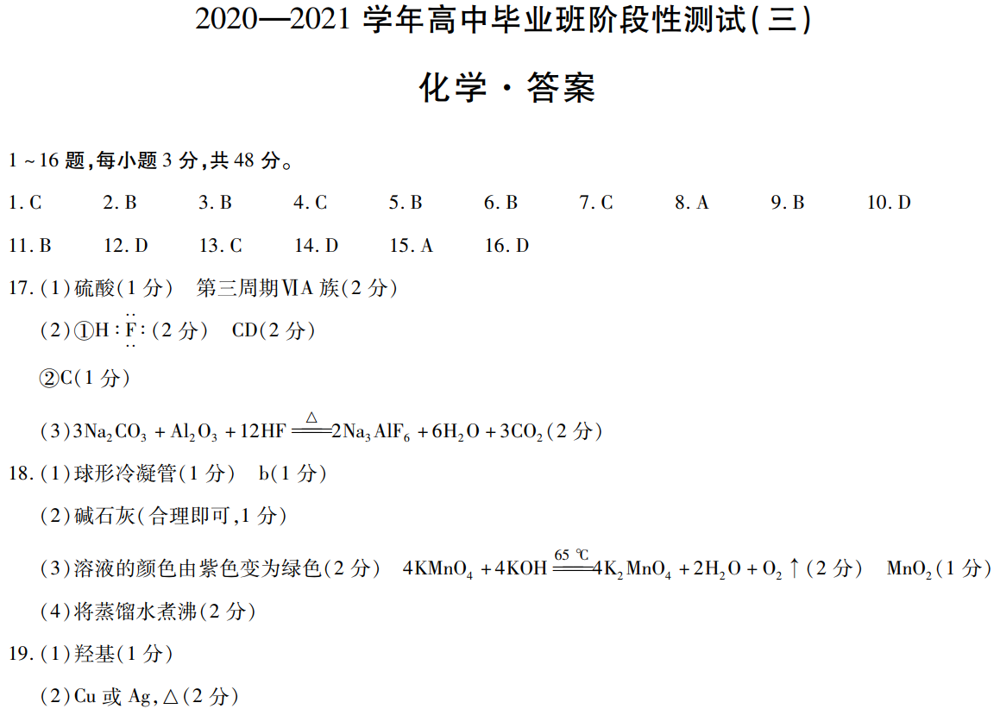 2020—2021 学年高中毕业班阶段性测试(三)
化学·答案
1~16 题,每小题 3 分,共 48 分。
1. C 2. B 3. B 4. C 5. B 6. B 7. C 8. A 9. B 10. D
11. B 12. D 13. C 14. D 15. A 16. D
17. (1)硫酸(1 分) 第三周期ⅥA 族(2 分)
(2)①H:F:(2 分) CD(2 分)
②C(1 分)
(3)3Na₂CO₃ + Al₂O₃ + 12HF ≜ 2Na₃AlF₆ + 6H₂O + 3CO₂(2 分)
18. (1)球形冷凝管(1 分) b(1 分)
(2)碱石灰(合理即可,1 分)
(3)溶液的颜色由紫色变为绿色(2 分) 4KMnO₄ + 4KOH =65 ℃= 4K₂MnO₄ + 2H₂O + O₂↑(2 分) MnO₂(1 分)
(4)将蒸馏水煮沸(2 分)
19. (1)羟基(1 分)
(2)Cu 或 Ag,△(2 分)